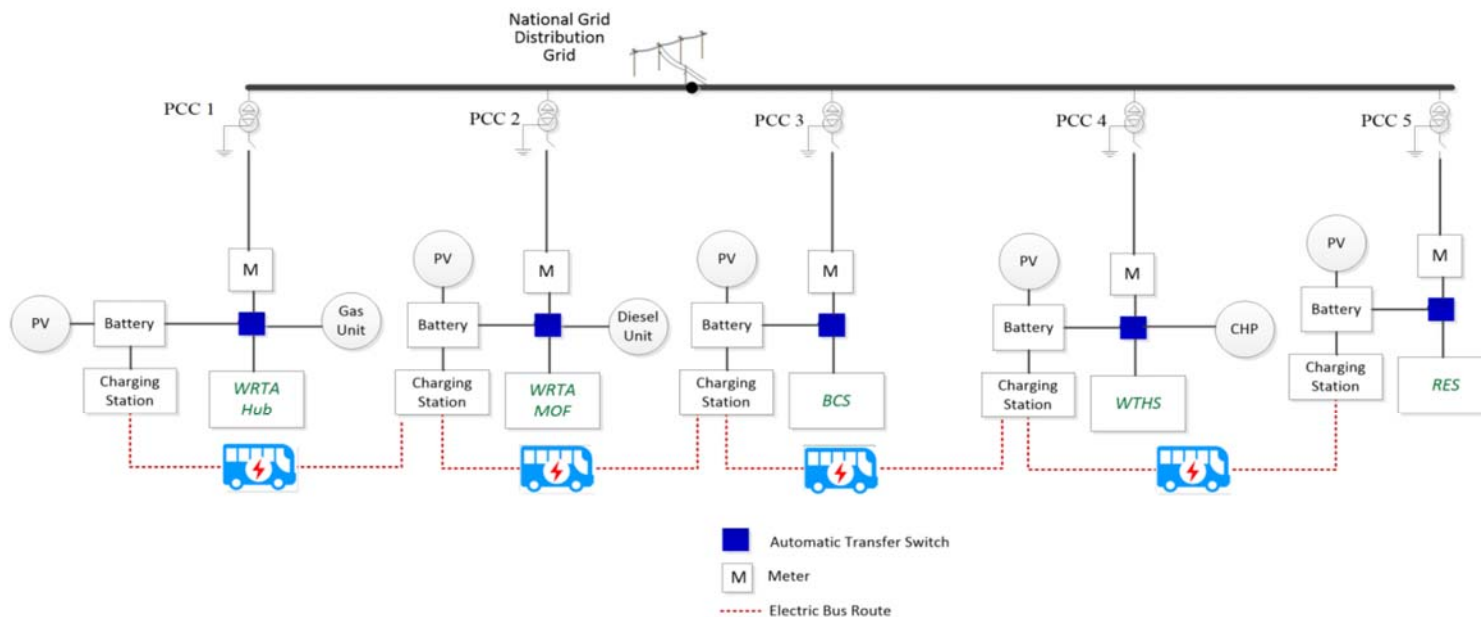 National Grid
Distribution
Grid
PCC 1
PCC 2
PCC 3
PCC 4
PCC 5
M
M
M
M
M
PV
Battery
Gas
Unit
PV
Battery
Diesel
Unit
PV
Battery
PV
Battery
CHP
PV
Battery
Charging
Station
WRTA
Hub
Charging
Station
WRTA
MOF
Charging
Station
BCS
Charging
Station
WTHS
Charging
Station
RES
Automatic Transfer Switch
M
Meter
Electric Bus Route